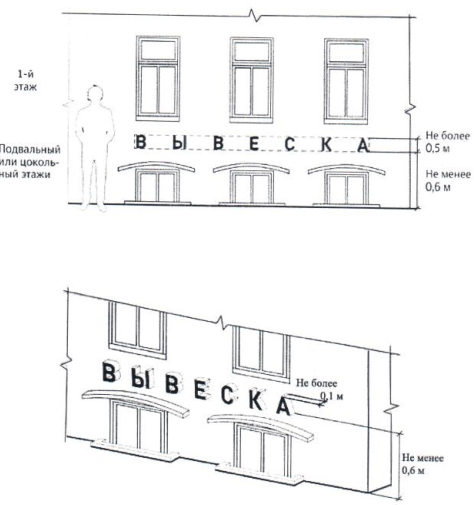 1-й
этаж
Подвальный
или цоколь-
ный этажи
В Ы В Е С К А
Не более
0,5 м
Не менее
0,6 м
ВЫВЕСКА
Не более
0,1 м
Не менее
0,6 м